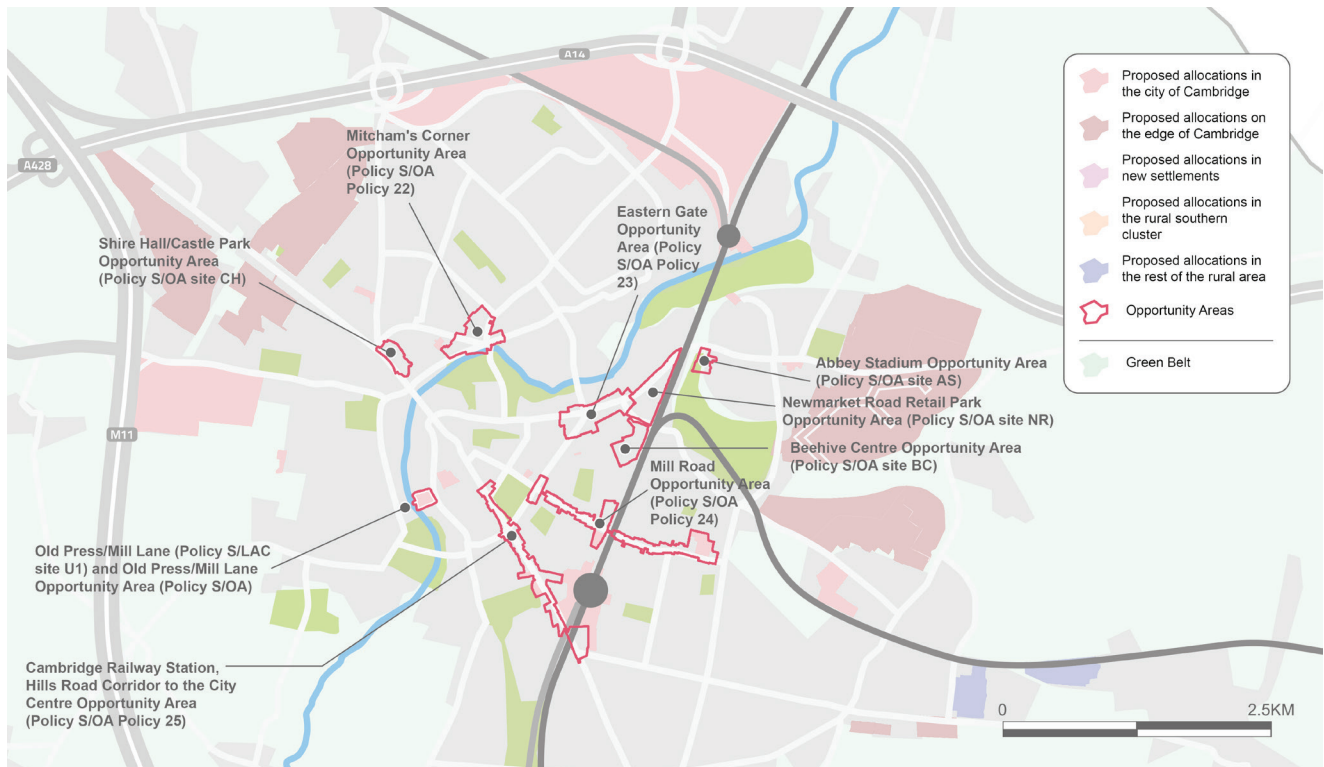 A14
A428
M11
Mitcham's Corner
Opportunity Area
(Policy S/OA
Policy 22)
Shire Hall/Castle Park
Opportunity Area
(Policy S/OA site CH)
Eastern Gate
Opportunity
Area (Policy
S/OA Policy
23)
Abbey Stadium Opportunity Area
(Policy S/OA site AS)
Newmarket Road Retail Park
Opportunity Area (Policy S/OA site NR)
Beehive Centre Opportunity Area
(Policy S/OA site BC)
Mill Road
Opportunity Area
(Policy S/OA
Policy 24)
Old Press/Mill Lane (Policy S/LAC
site U1) and Old Press/Mill Lane
Opportunity Area (Policy S/OA)
Cambridge Railway Station,
Hills Road Corridor to the City
Centre Opportunity Area
(Policy S/OA Policy 25)
Proposed allocations in
the city of Cambridge
Proposed allocations on
the edge of Cambridge
Proposed allocations in
new settlements
Proposed allocations in
the rural southern
cluster
Proposed allocations in
the rest of the rural area
Opportunity Areas
Green Belt
0
2.5KM